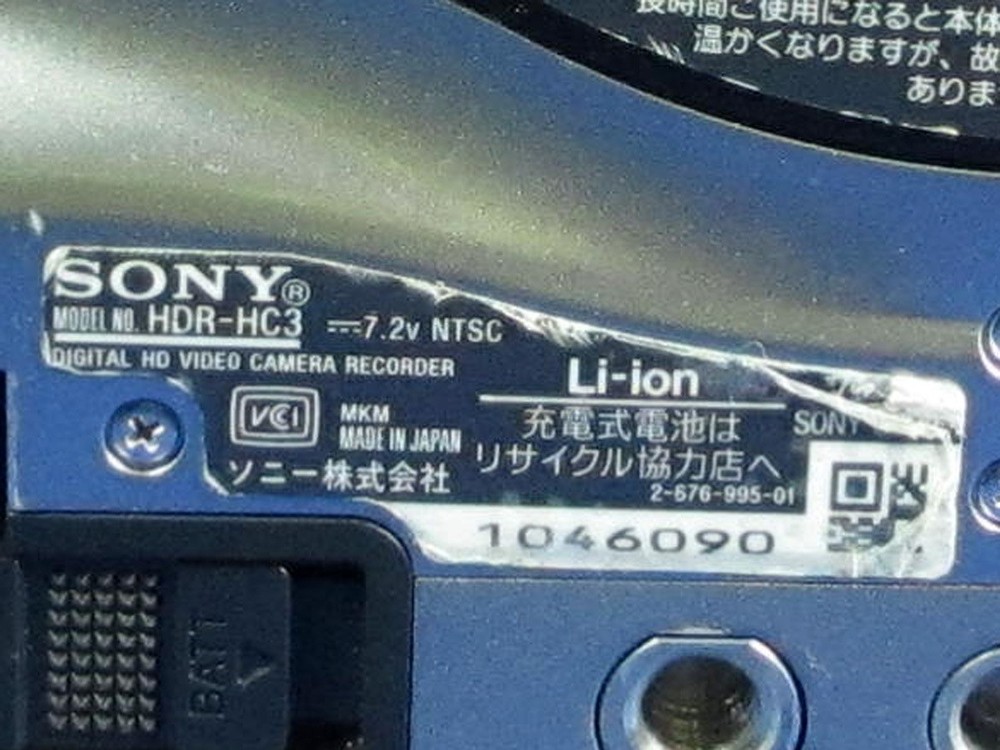 長時間ご使用になると本体
温かくなりますが、故
ありま
SONY®
MODEL NO. HDR-HC3 ⎓7.2v NTSC
DIGITAL HD VIDEO CAMERA RECORDER
Li-ion
VCCI
MKM
MADE IN JAPAN
充電式電池は
リサイクル協力店へ
SONY
ソニー株式会社
2-676-995-01
1046090
BATT